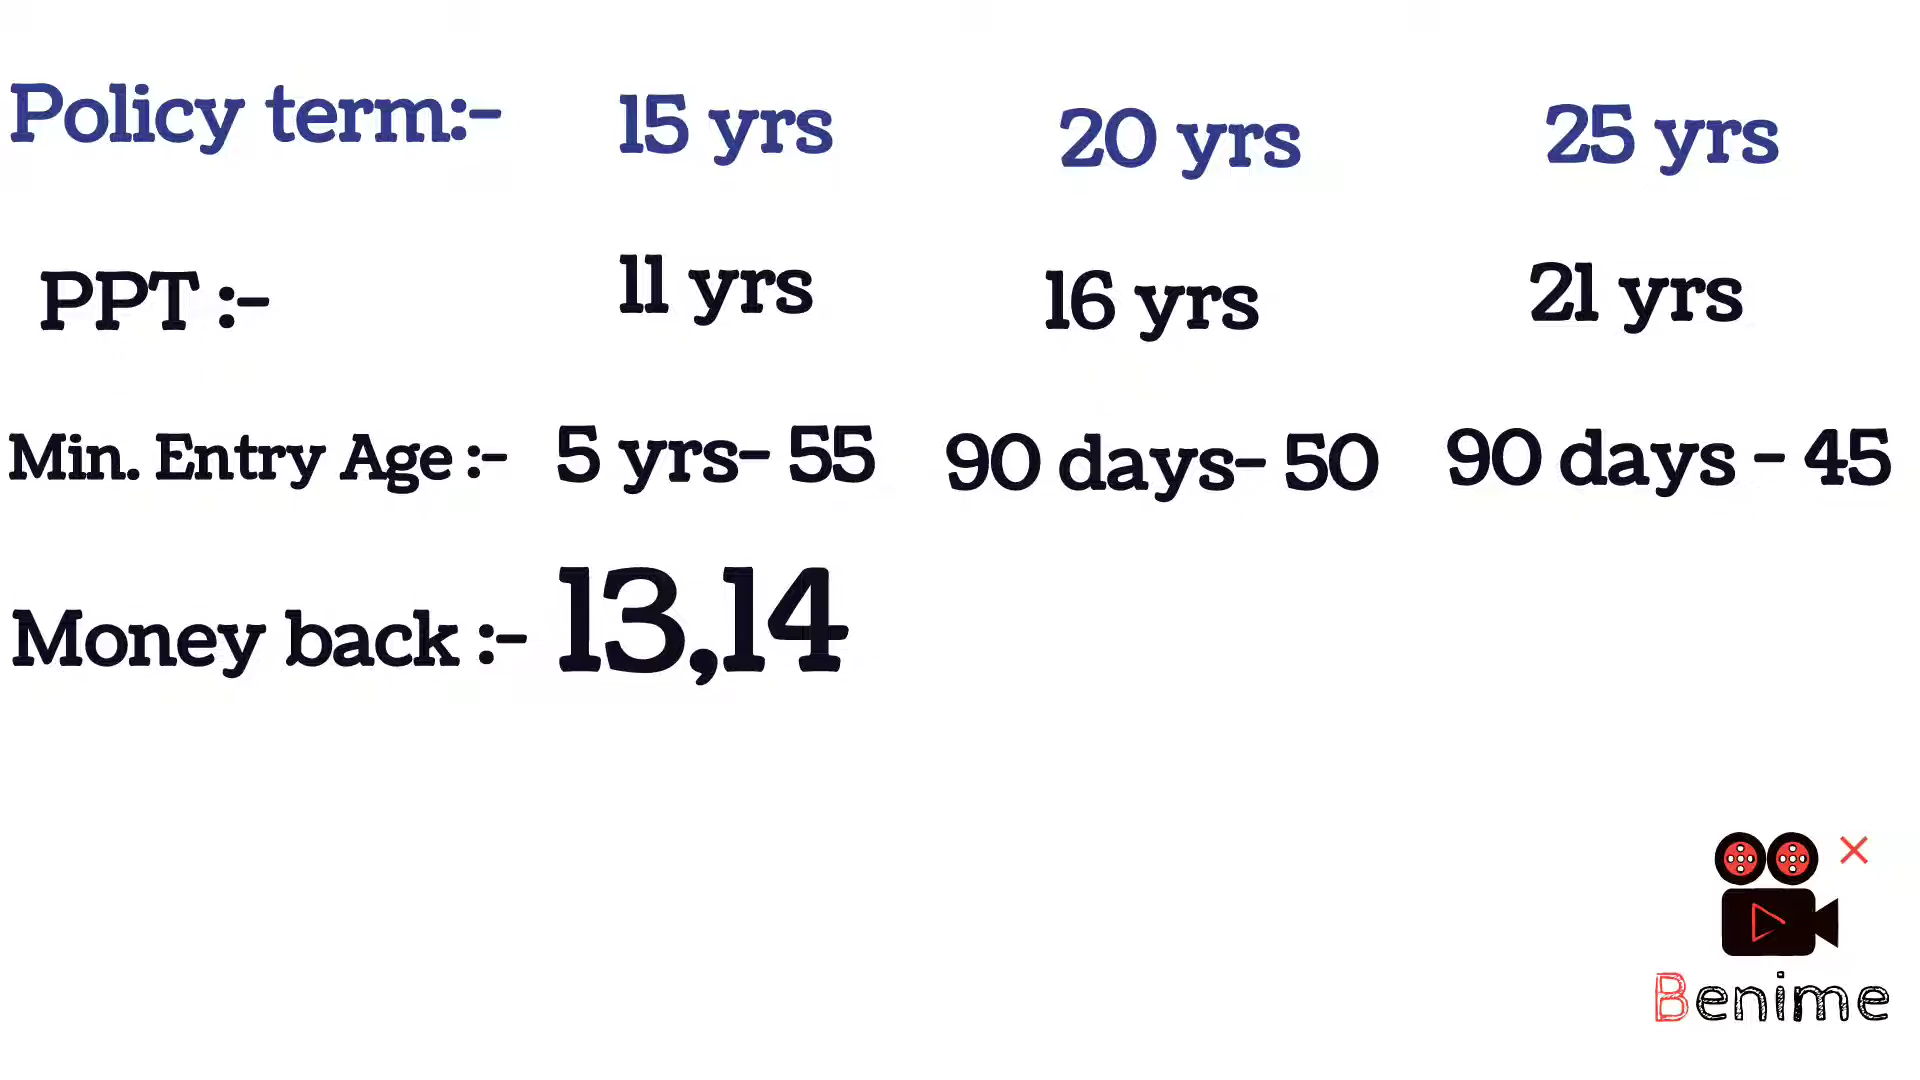 Policy term:- 15 yrs 20 yrs 25 yrs
PPT :- 11 yrs 16 yrs 21 yrs
Min. Entry Age :- 5 yrs- 55 90 days- 50 90 days - 45
Money back :- 13,14
Benime